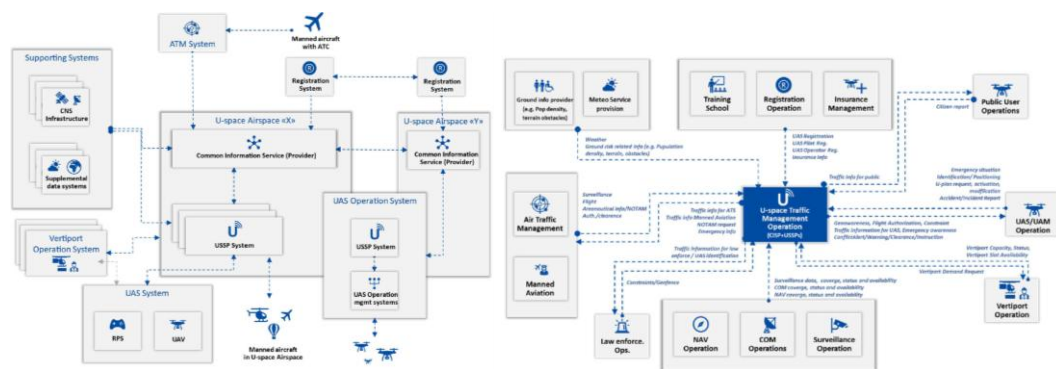 ATM System
Manned aircraft
with ATC
Supporting Systems
CNS
Infrastructure
Supplemental
data systems
Registration
System
Registration
System
U-space Airspace «X»
Common Information Service (Provider)
U-space Airspace «Y»
Common Information
Service (Provider)
USSP System
UAS Operation System
USSP System
UAS Operation
mgmt systems
Vertiport
Operation System
UAS System
RPS
UAV
Manned aircraft
in U-space Airspace
Ground info provider
(e.g. Pop density,
terrain obstacles)
Meteo Service
provision
Training
School
Registration
Operation
Insurance
Management
Public User
Operations
Citizen report
Weather
Ground risk related info (e.g. Population
density, terrain, obstacles)
UAS Registration
UAS Pilot Reg.
UAS Operator Reg.
Insurance info
Traffic info for public
Emergency situation
Identification/ Positioning
U-plan request, activation,
modification
Accident/Incident Report
Air Traffic
Management
Surveillance
Flight
Aeronautical info/NOTAM
Auth./clearance
Traffic info for ATS
Traffic info Manned Aviation
NOTAM request
Emergency info
U-space Traffic
Management
Operation
(CISP+USSPs)
UAS/UAM
Operation
Geoawareness, Flight Authorisation, Constraint
Traffic Information for UAS, Emergency awareness
Conflict Alert/Warning/Clearance/Instruction
Manned
Aviation
Traffic Information for law
enforce / UAS Identification
Constraints/Geofence
Vertiport Capacity, Status,
Vertiport Slot Availability
Vertiport Demand Request
Vertiport
Operation
Surveillance data, coverage, status and availability
COM coverge, status and availability
NAV coverge, status and availability
Law enforce.
Ops.
NAV
Operation
COM
Operations
Surveillance
Operation